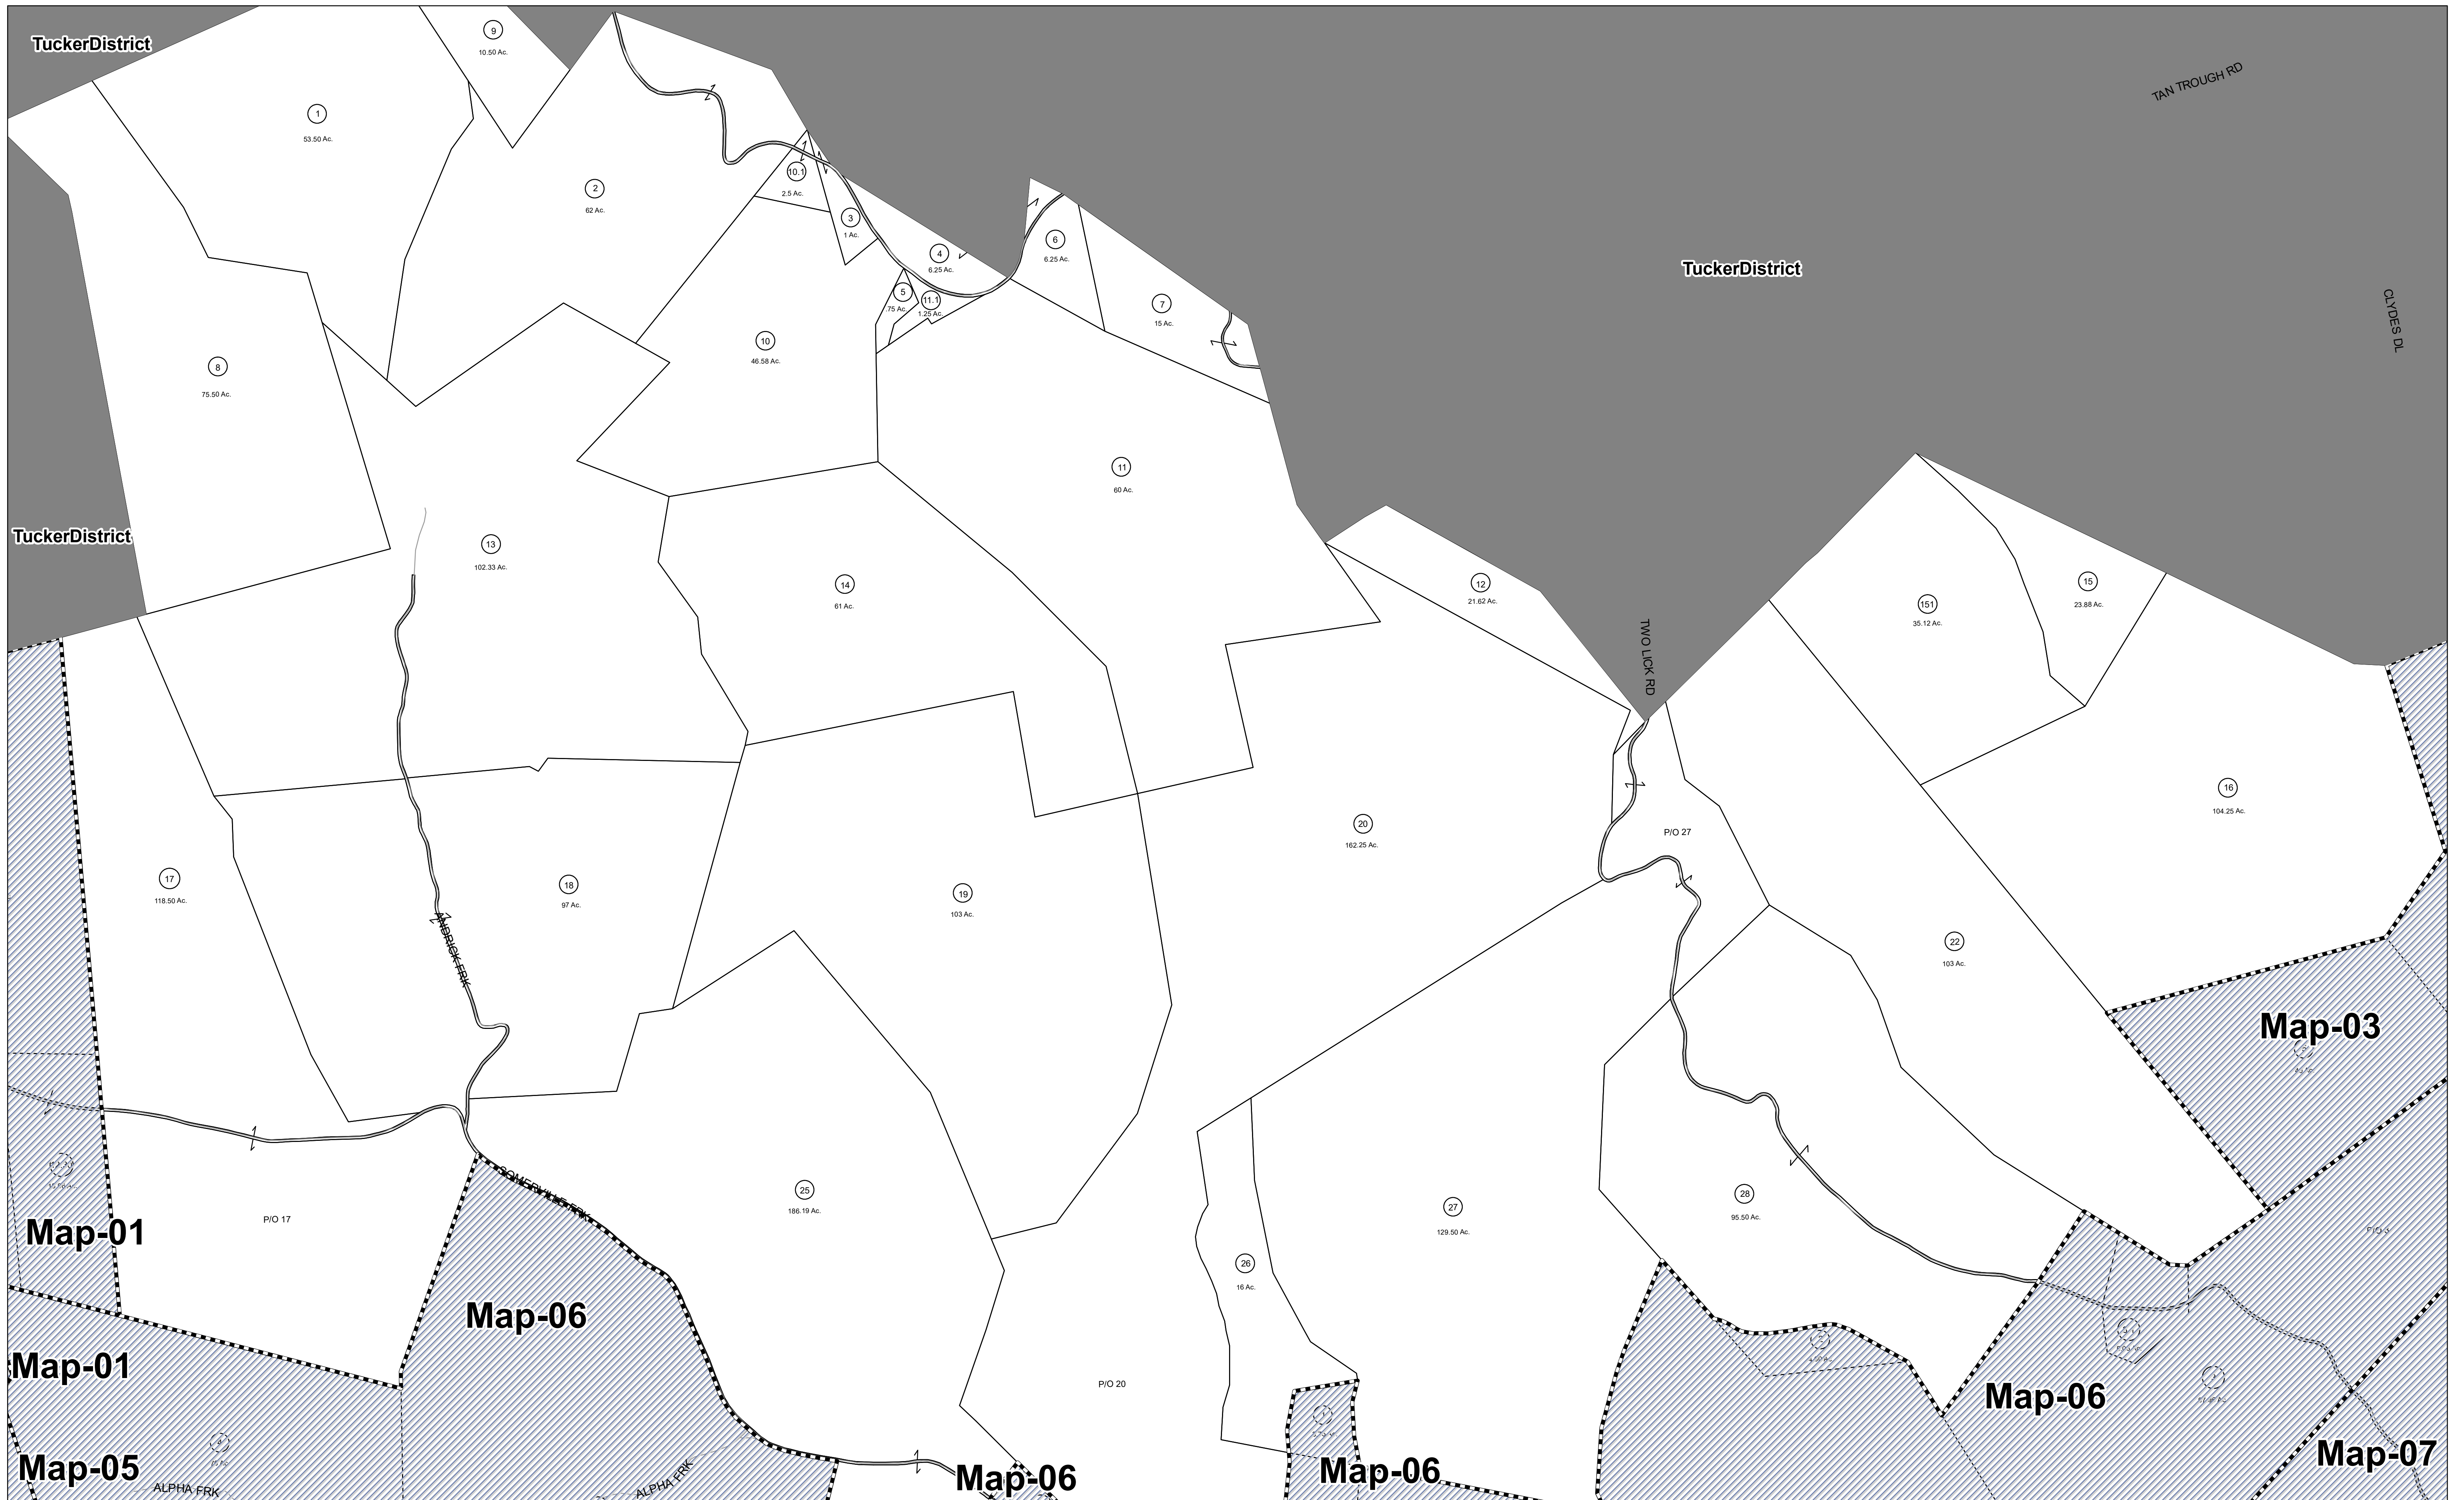 TuckerDistrict
9
10.50 Ac.
TAN TROUGH RD
1
53.50 Ac.
2
62 Ac.
10.1
2.5 Ac.
3
1 Ac.
4
6.25 Ac.
6
6.25 Ac.
TuckerDistrict
5
.75 Ac.
11.1
1.25 Ac.
7
15 Ac.
CLYDES DL
10
46.58 Ac.
8
75.50 Ac.
11
60 Ac.
TuckerDistrict
13
102.33 Ac.
14
61 Ac.
12
21.62 Ac.
15
23.88 Ac.
151
35.12 Ac.
TWO LICK RD
16
104.25 Ac.
20
162.25 Ac.
P/O 27
17
118.50 Ac.
18
97 Ac.
19
103 Ac.
22
103 Ac.
ANDRICK FRK
Map-03
25
186.19 Ac.
28
95.50 Ac.
27
129.50 Ac.
SOMERVILLE FRK
P/O 17
Map-01
26
16 Ac.
Map-06
Map-01
P/O 20
Map-06
Map-05
ALPHA FRK
ALPHA FRK
Map-06
Map-06
Map-07